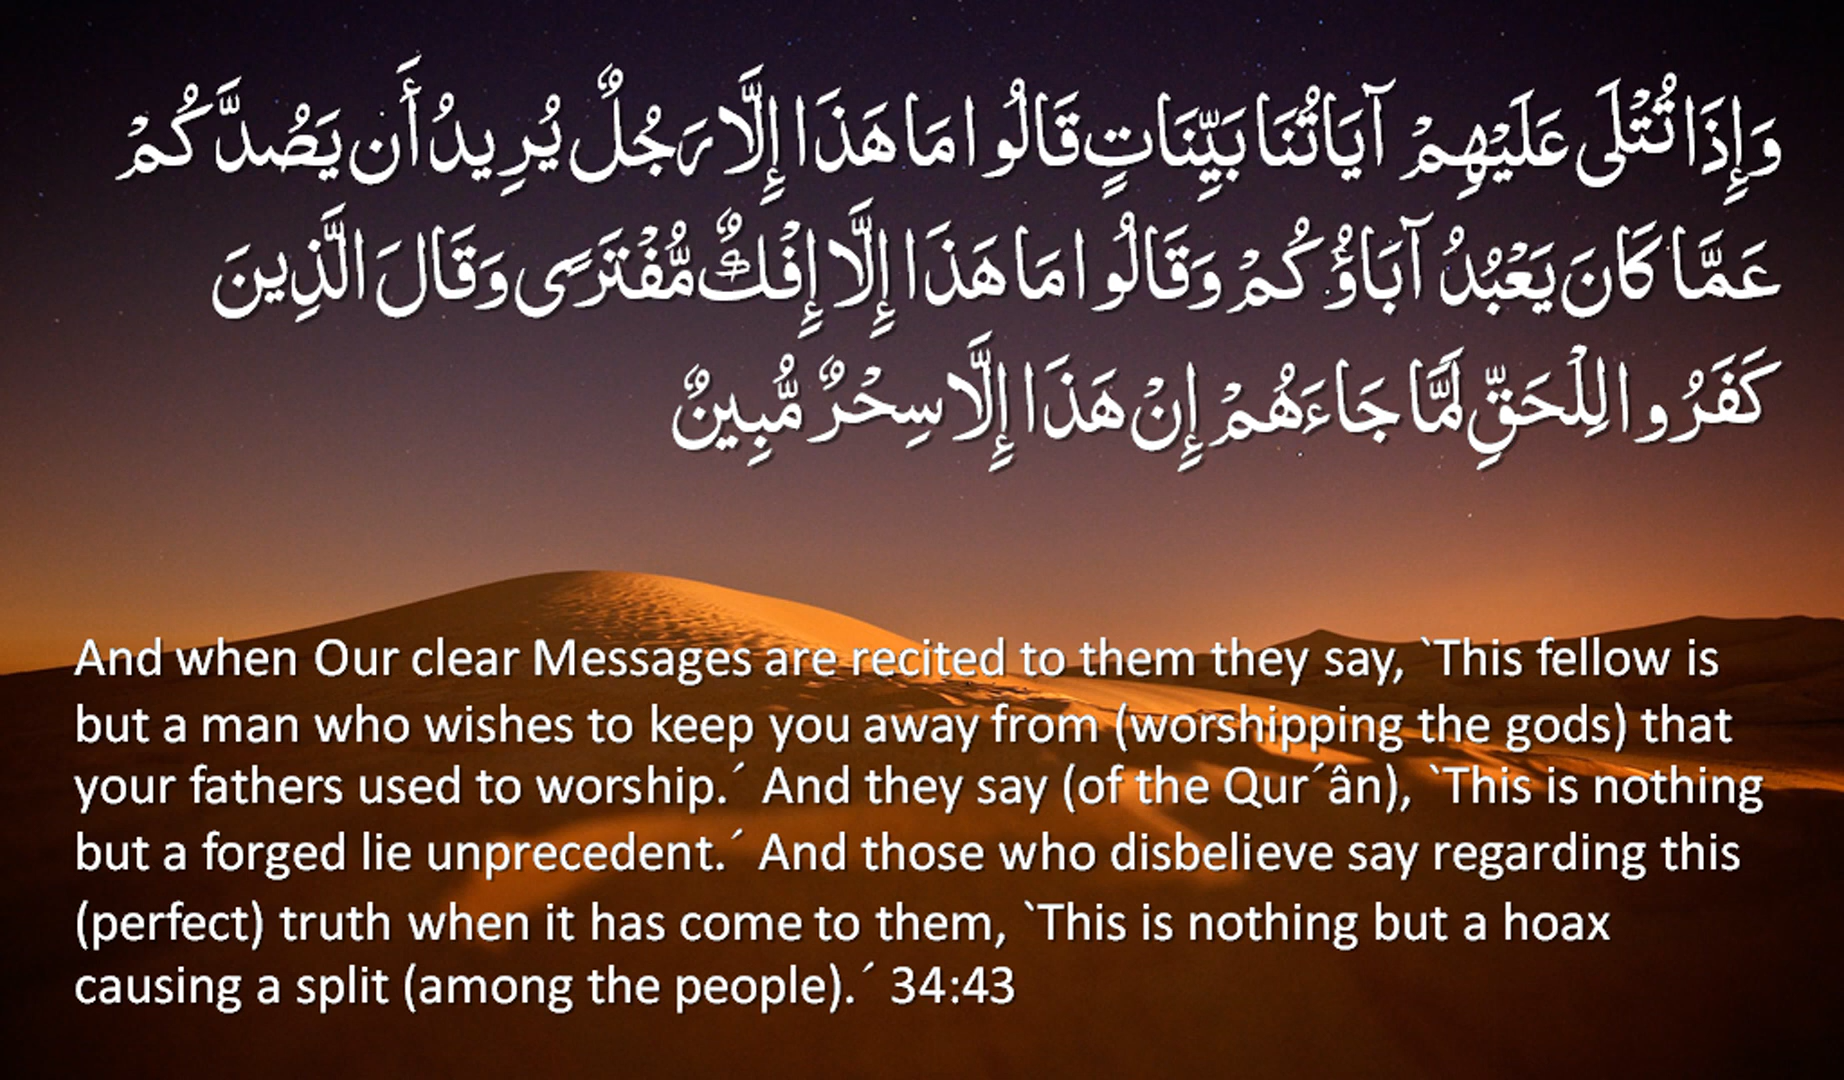 وَإِذَا تُتْلَى عَلَيْهِمْ آيَاتُنَا بَيِّنَاتٍ قَالُوا مَا هَذَا إِلَّا رَجُلٌ يُرِيدُ أَن يَصُدَّكُمْ
عَمَّا كَانَ يَعْبُدُ آبَاؤُكُمْ وَقَالُوا مَا هَذَا إِلَّا إِفْكٌ مُّفْتَرًى وَقَالَ الَّذِينَ
كَفَرُوا لِلْحَقِّ لَمَّا جَاءَهُمْ إِنْ هَذَا إِلَّا سِحْرٌ مُّبِينٌ
And when Our clear Messages are recited to them they say, `This fellow is
but a man who wishes to keep you away from (worshipping the gods) that
your fathers used to worship.´ And they say (of the Qur´ân), `This is nothing
but a forged lie unprecedent.´ And those who disbelieve say regarding this
(perfect) truth when it has come to them, `This is nothing but a hoax
causing a split (among the people).´ 34:43